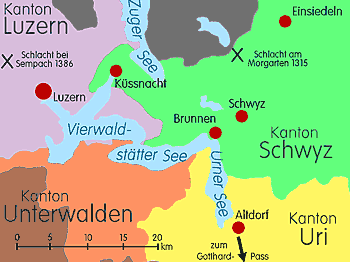 Kanton
Luzern
Zuger See
Einsiedeln
Schlacht bei
Sempach 1386
Schlacht am
Morgarten 1315
Küssnacht
Luzern
Schwyz
Brunnen
Vierwald-
stätter See
Kanton
Schwyz
Urner See
Kanton
Unterwalden
Altdorf
Kanton
Uri
0 5 10 15 20
km
zum
Gotthard- Pass